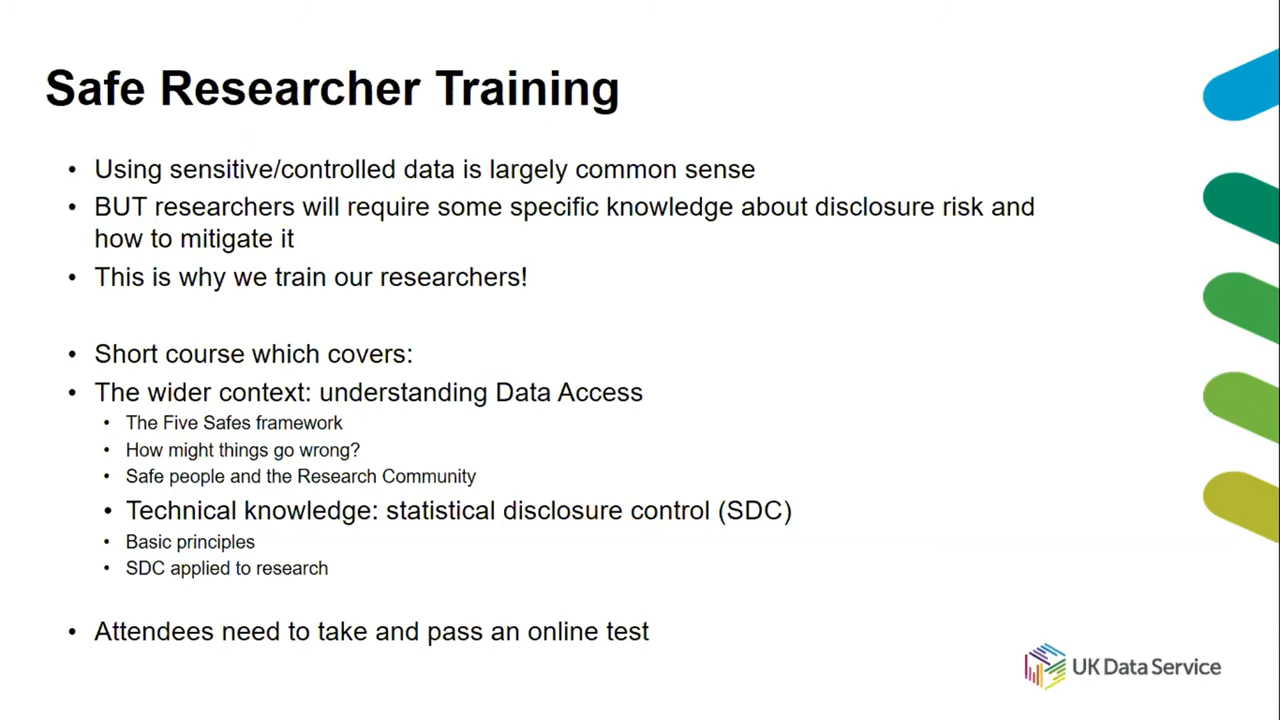 Safe Researcher Training
• Using sensitive/controlled data is largely common sense
• BUT researchers will require some specific knowledge about disclosure risk and
how to mitigate it
• This is why we train our researchers!
• Short course which covers:
• The wider context: understanding Data Access
• The Five Safes framework
• How might things go wrong?
• Safe people and the Research Community
• Technical knowledge: statistical disclosure control (SDC)
• Basic principles
• SDC applied to research
• Attendees need to take and pass an online test
UK Data Service